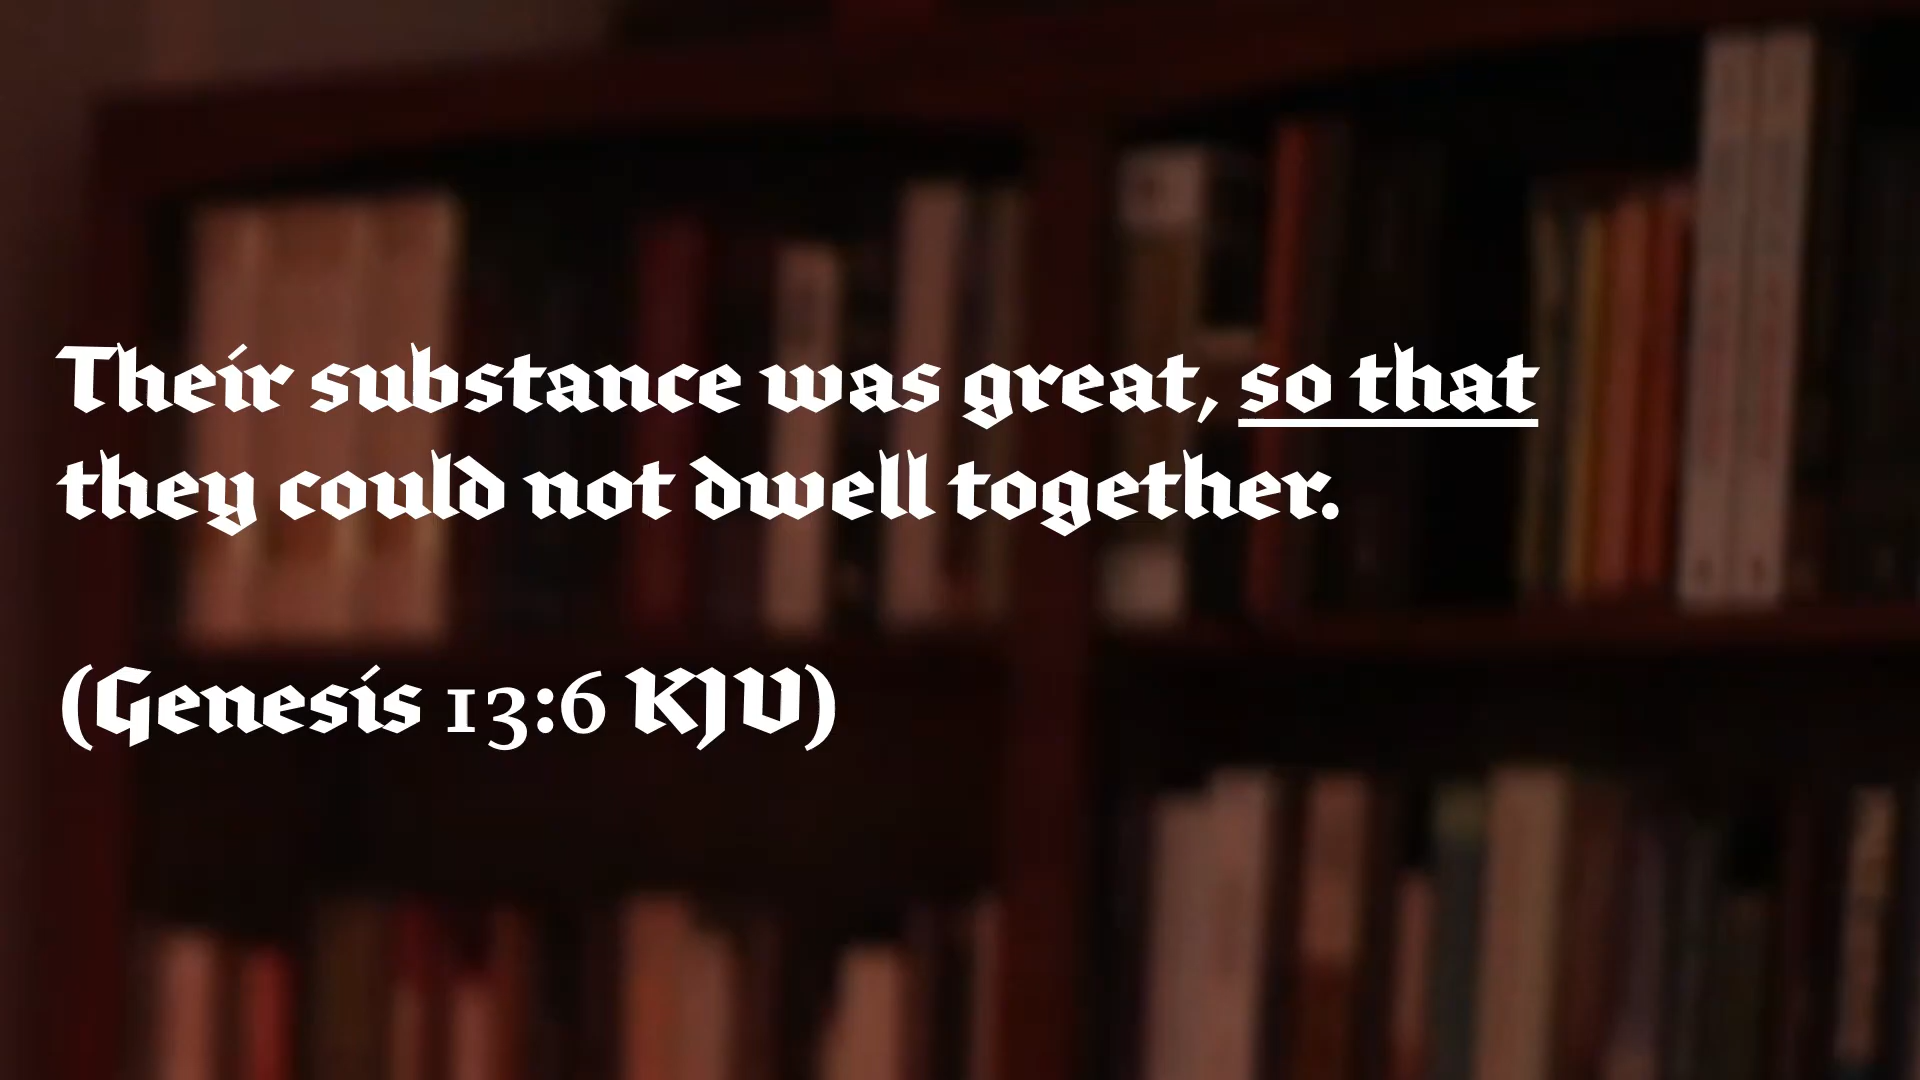 Their substance was great, so that
they could not dwell together.
(Genesis 13:6 KJV)